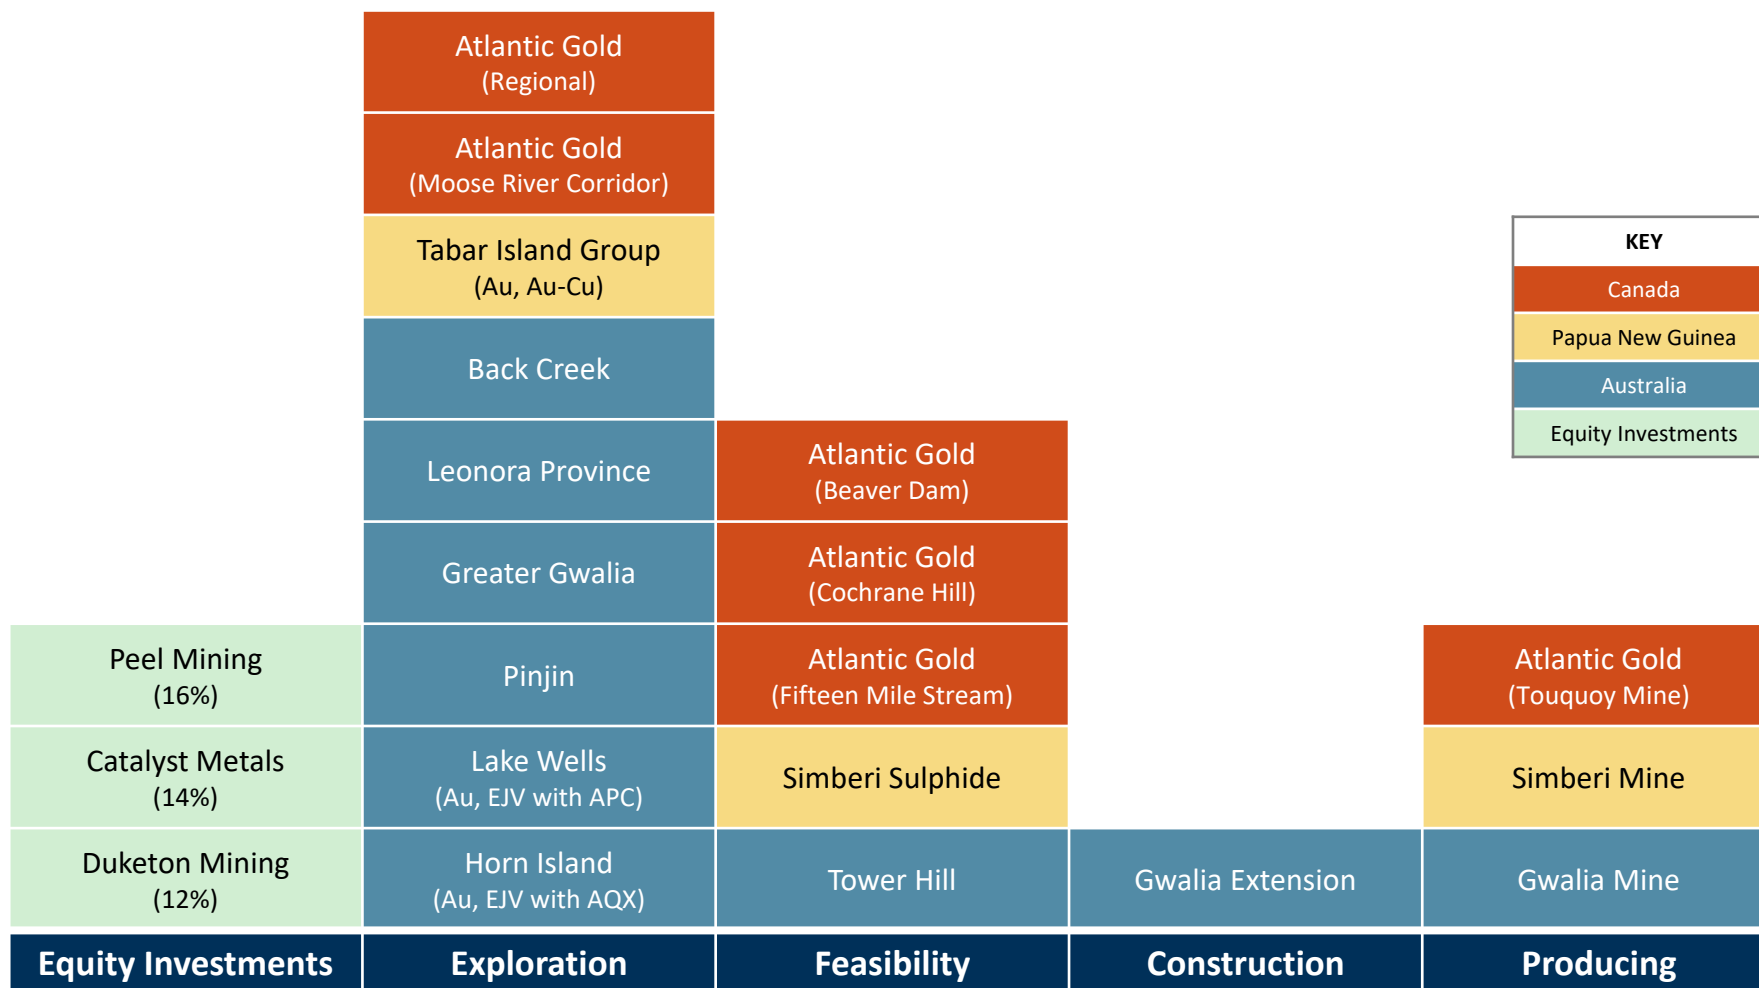 Atlantic Gold
(Regional)
Atlantic Gold
(Moose River Corridor)
Tabar Island Group
(Au, Au-Cu)
Back Creek
Leonora Province
Greater Gwalia
Pinjin
Lake Wells
(Au, EJV with APC)
Horn Island
(Au, EJV with AQX)
Peel Mining
(16%)
Catalyst Metals
(14%)
Duketon Mining
(12%)
Atlantic Gold
(Beaver Dam)
Atlantic Gold
(Cochrane Hill)
Atlantic Gold
(Fifteen Mile Stream)
Simberi Sulphide
Tower Hill
Gwalia Extension
Atlantic Gold
(Touquoy Mine)
Simberi Mine
Gwalia Mine
KEY
Canada
Papua New Guinea
Australia
Equity Investments
Equity Investments
Exploration
Feasibility
Construction
Producing